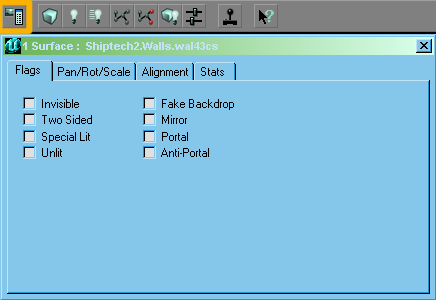 1 Surface : Shiptech2.Walls.wal43cs
Flags Pan/Rot/Scale Alignment Stats
Invisible Fake Backdrop
Two Sided Mirror
Special Lit Portal
Unlit Anti-Portal